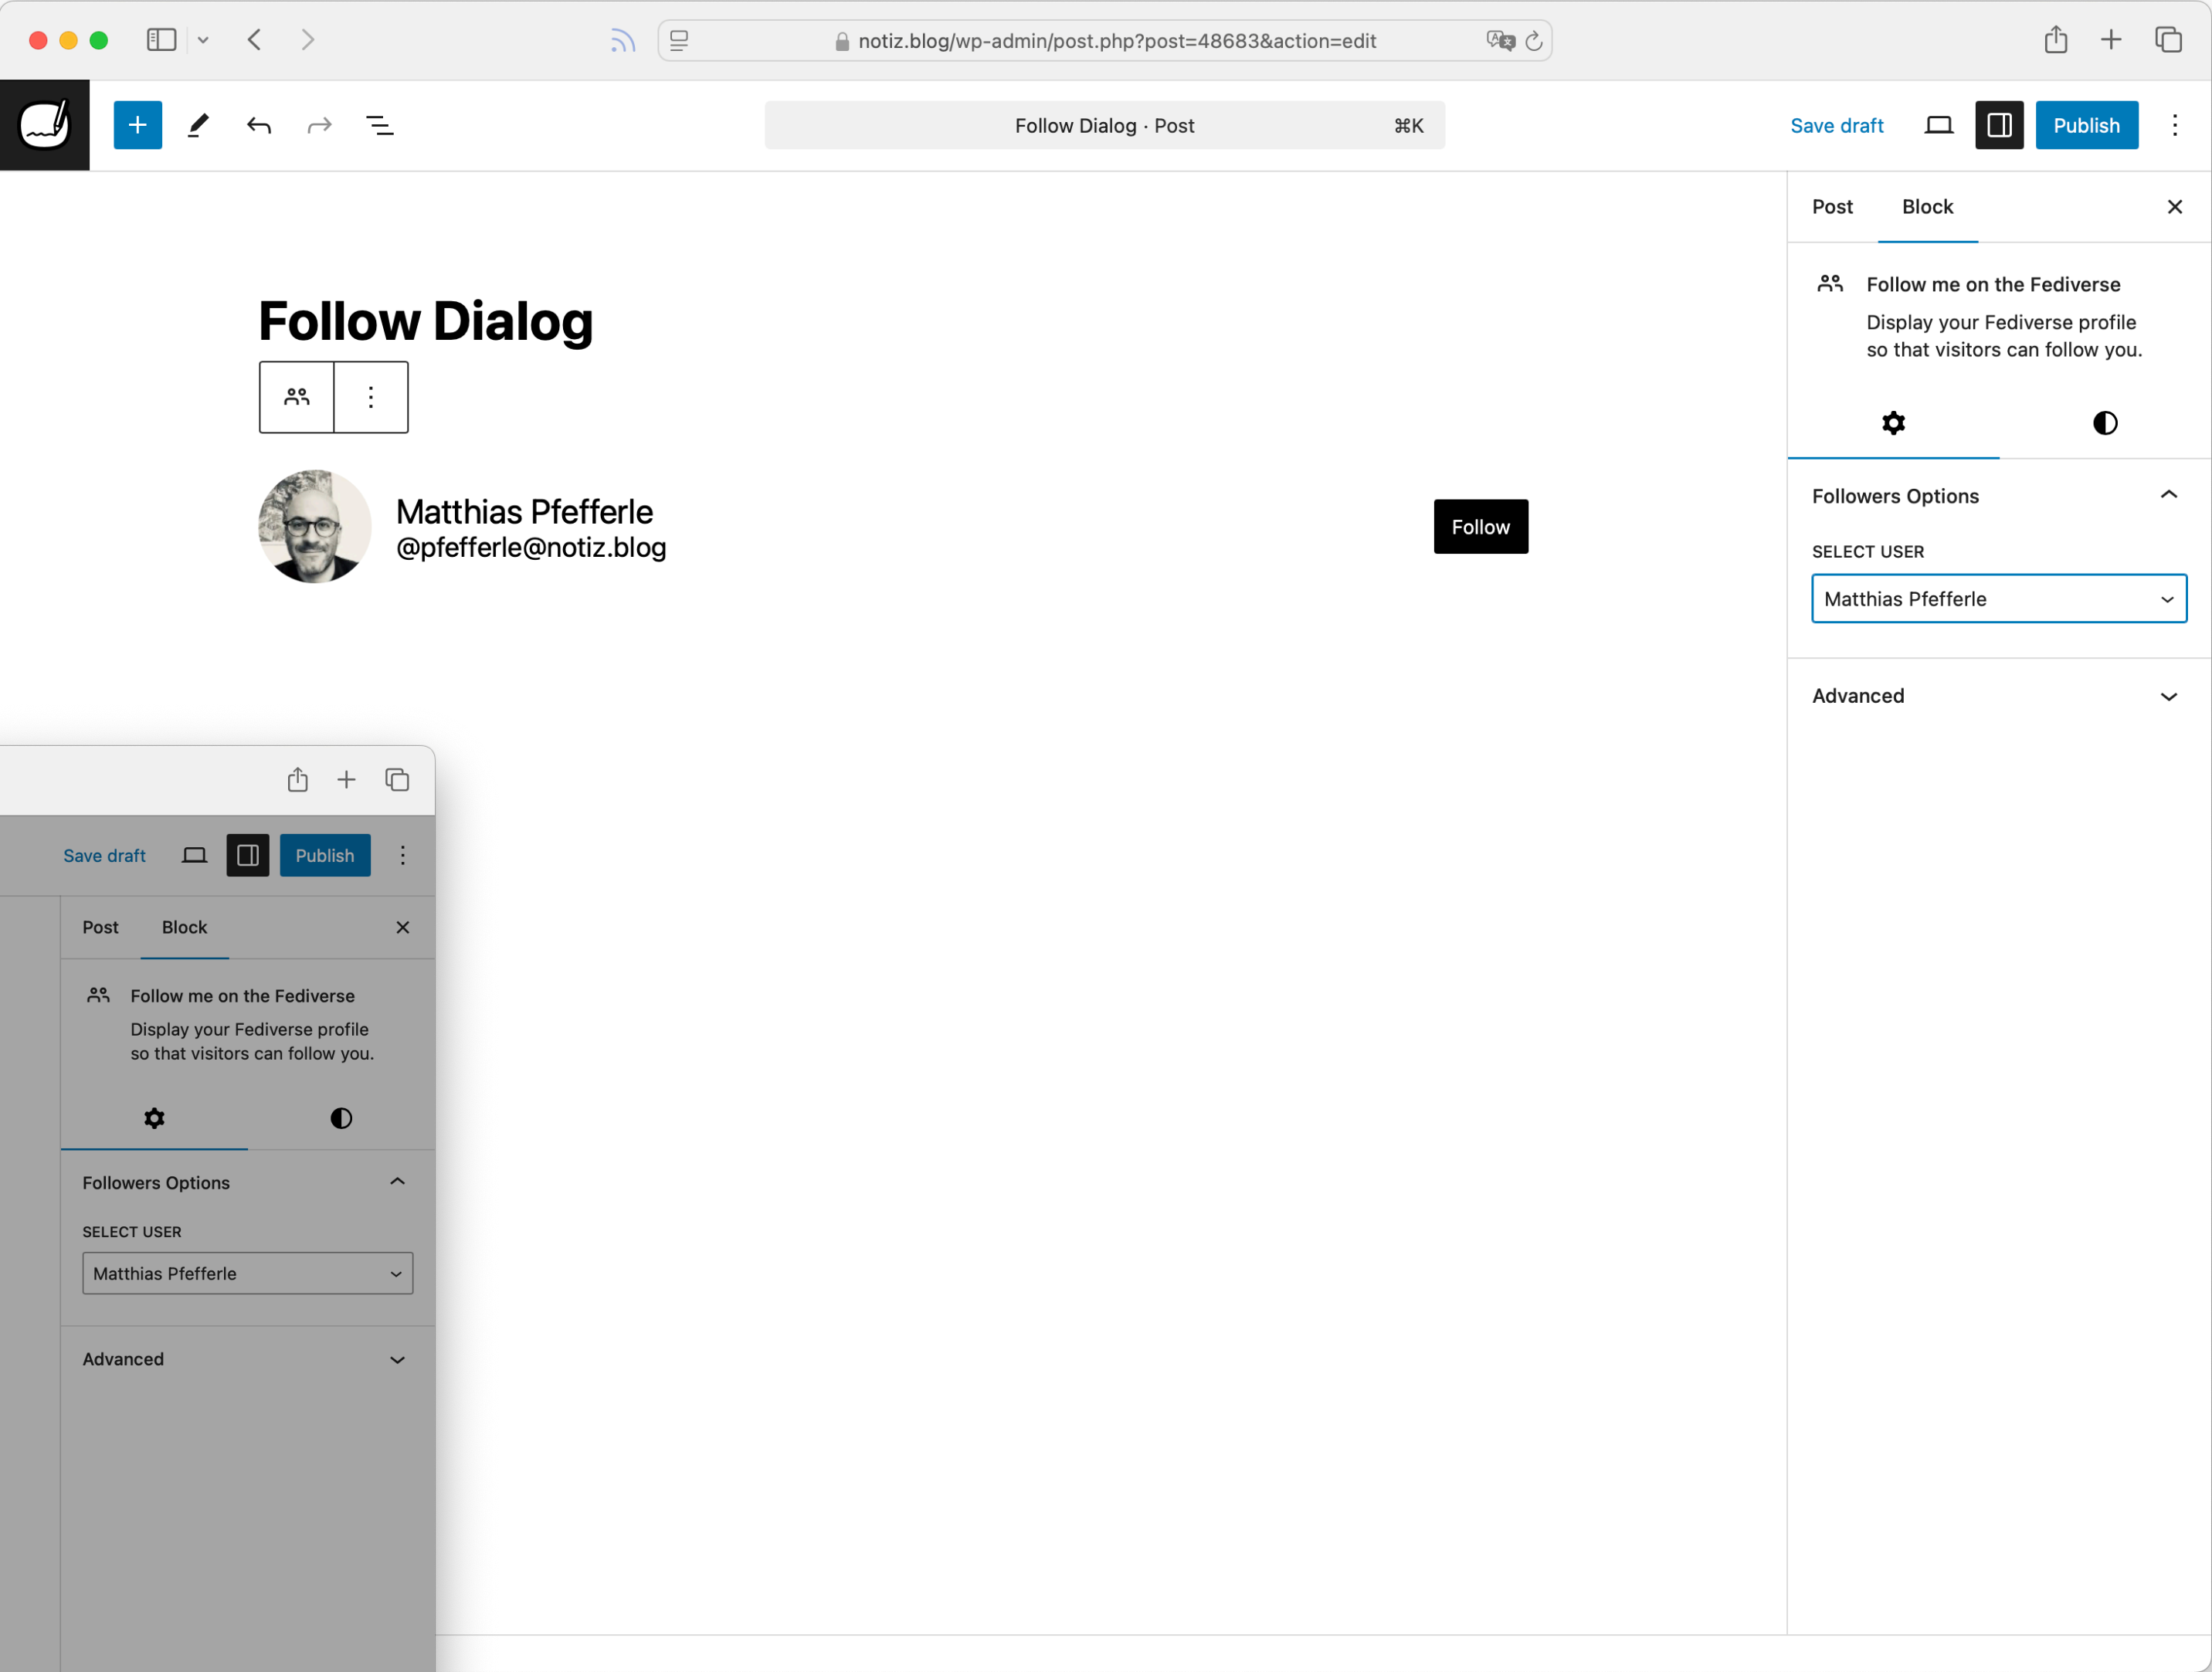 notiz.blog/wp-admin/post.php?post=48683&action=edit
Follow Dialog · Post ⌘K
Save draft
Publish
Post Block
Follow me on the Fediverse
Display your Fediverse profile
so that visitors can follow you.
Followers Options
SELECT USER
Matthias Pfefferle
Advanced
Follow Dialog
Matthias Pfefferle
@pfefferle@notiz.blog
Follow
Save draft
Publish
Post Block
Follow me on the Fediverse
Display your Fediverse profile
so that visitors can follow you.
Followers Options
SELECT USER
Matthias Pfefferle
Advanced